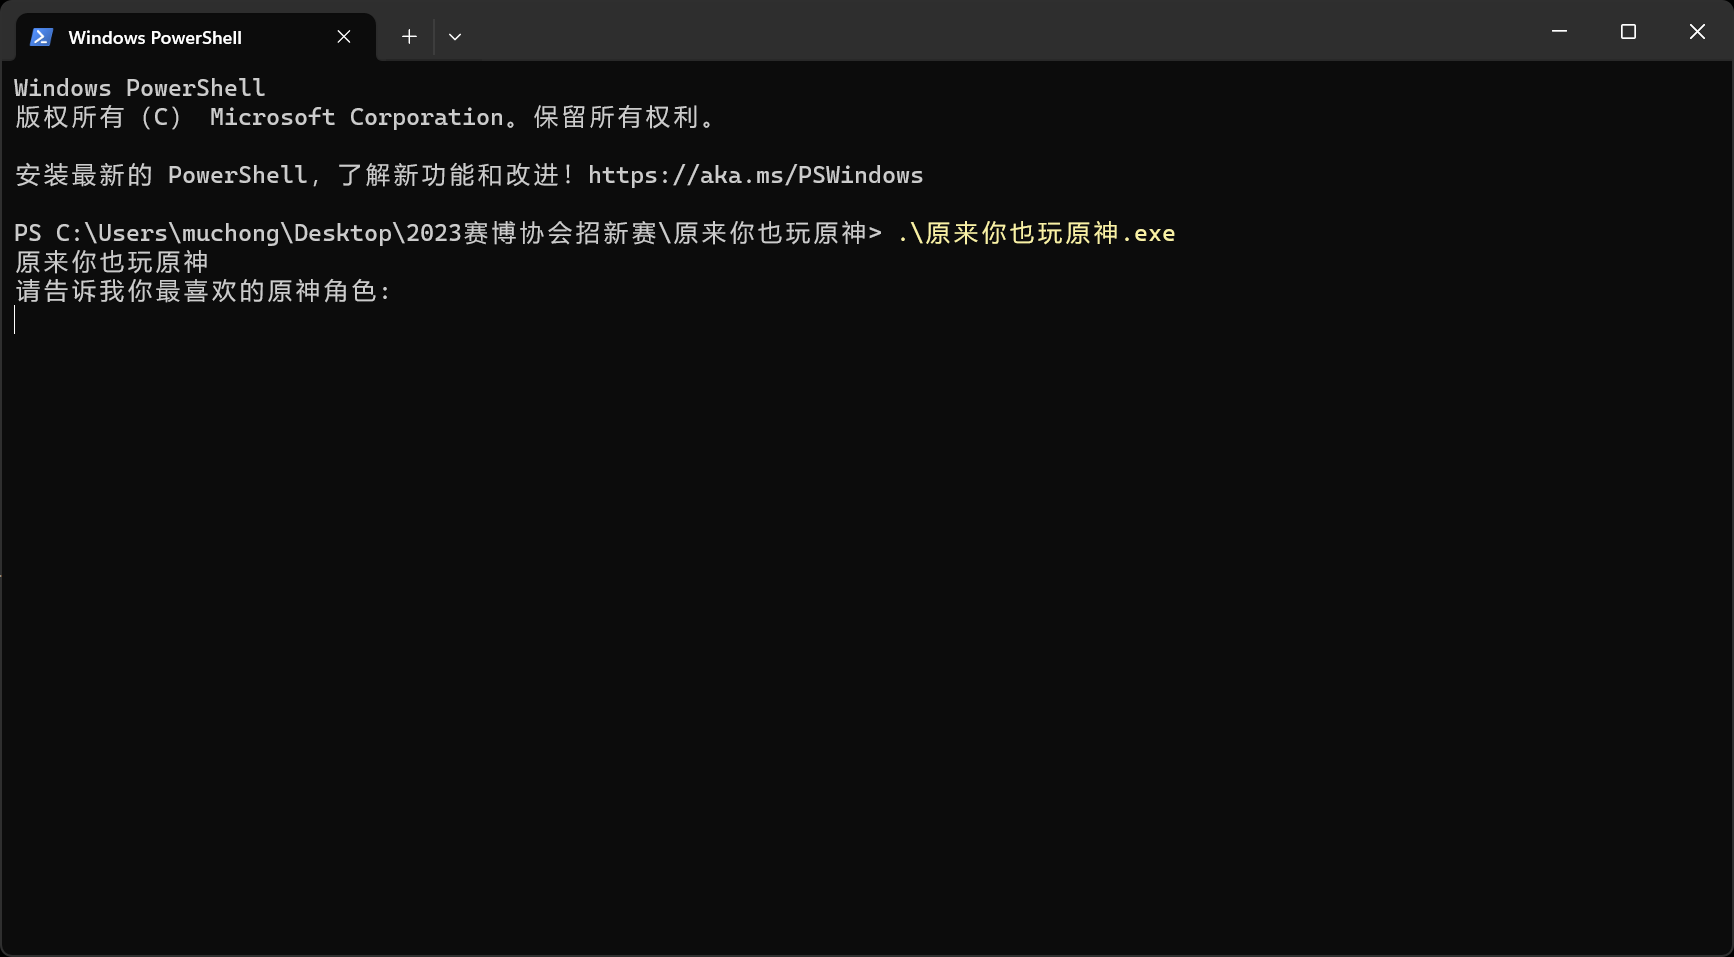 Windows PowerShell
Windows PowerShell
版权所有（C） Microsoft Corporation。保留所有权利。
安装最新的 PowerShell，了解新功能和改进！https://aka.ms/PSWindows
PS C:\Users\muchong\Desktop\2023赛博协会招新赛\原来你也玩原神> .\原来你也玩原神.exe
原来你也玩原神
请告诉我你最喜欢的原神角色: